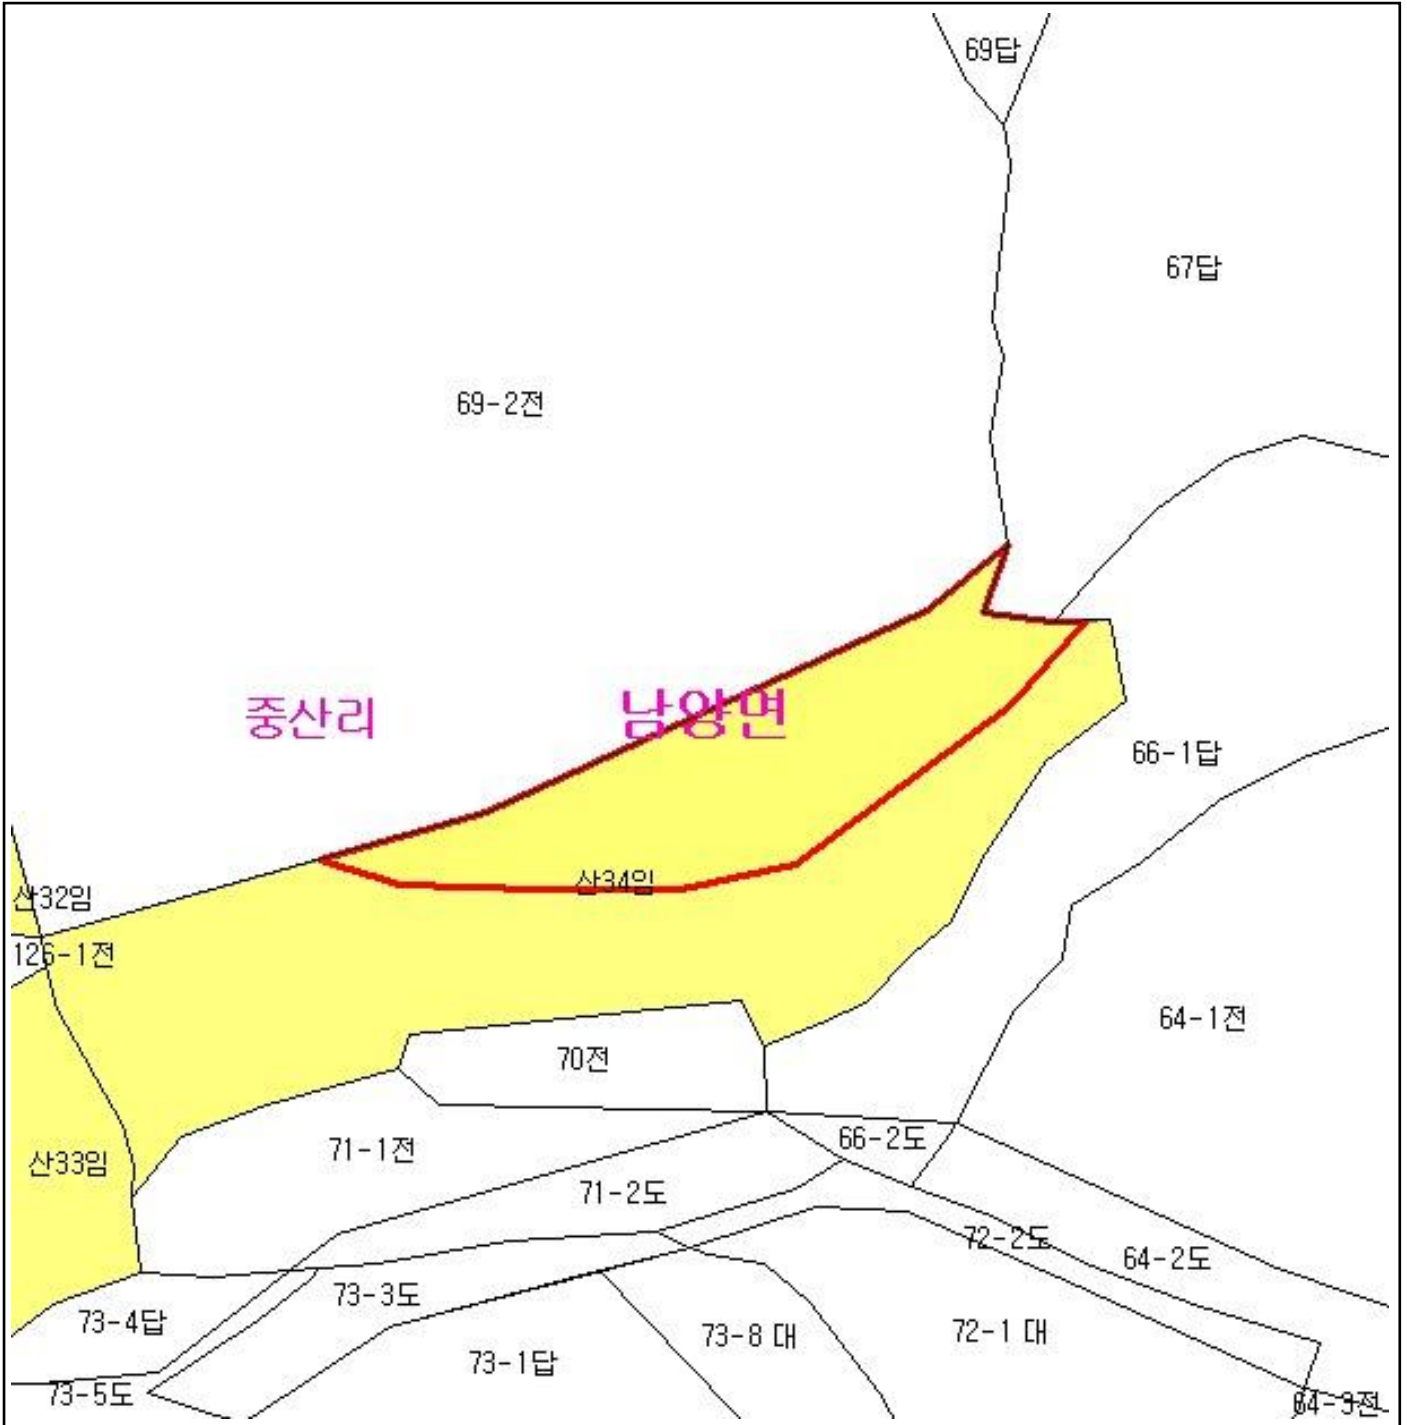 69답
67답
69-2전
중산리
남양면
66-1답
산34임
산32임
126-1전
64-1전
70전
66-2도
71-1전
산33임
71-2도
72-2도
64-2도
73-3도
73-4답
73-8 대
72-1 대
73-1답
73-5도
64-3전